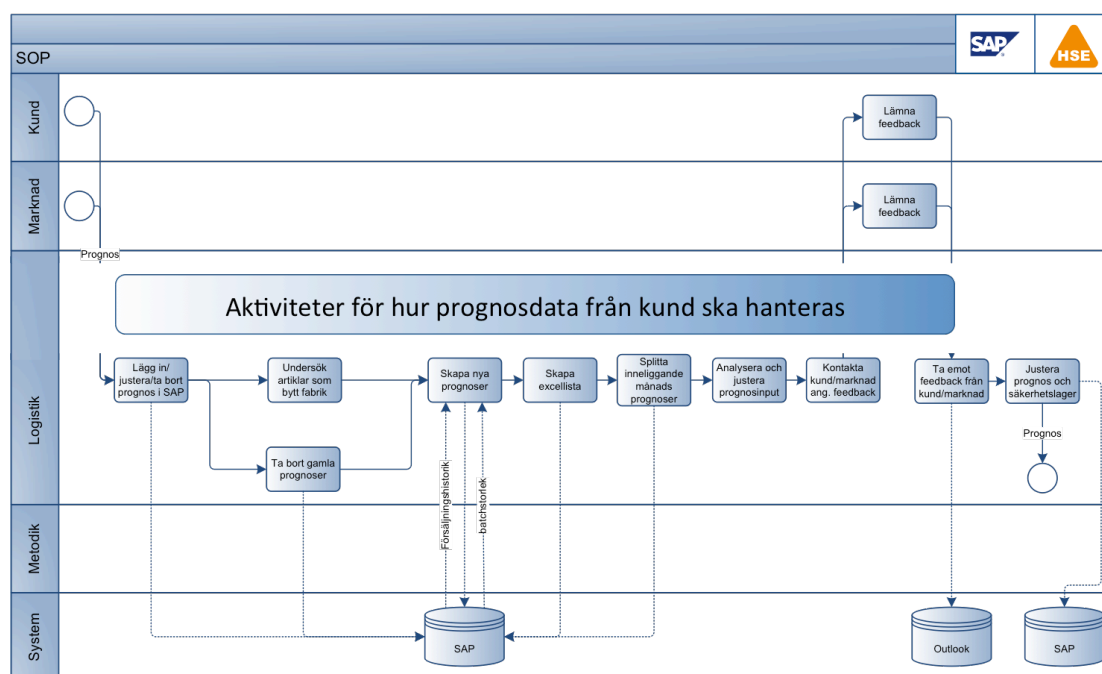 SAP
HSE
SOP
Kund
Lämna
feedback
Marknad
Lämna
feedback
Prognos
Aktiviteter för hur prognosdata från kund ska hanteras
Logistik
Lägg in/
justera/ta bort
prognos i SAP
Undersök
artiklar som
bytt fabrik
Ta bort gamla
prognoser
Skapa nya
prognoser
Skapa
excellista
Splitta
inneliggande
månads
prognoser
Analysera och
justera
prognosinput
Kontakta
kund/marknad
ang. feedback
Ta emot
feedback från
kund/marknad
Justera
prognos och
säkerhetslager
Prognos
Försäljningshistorik
batchstorlek
Metodik
System
SAP
Outlook
SAP